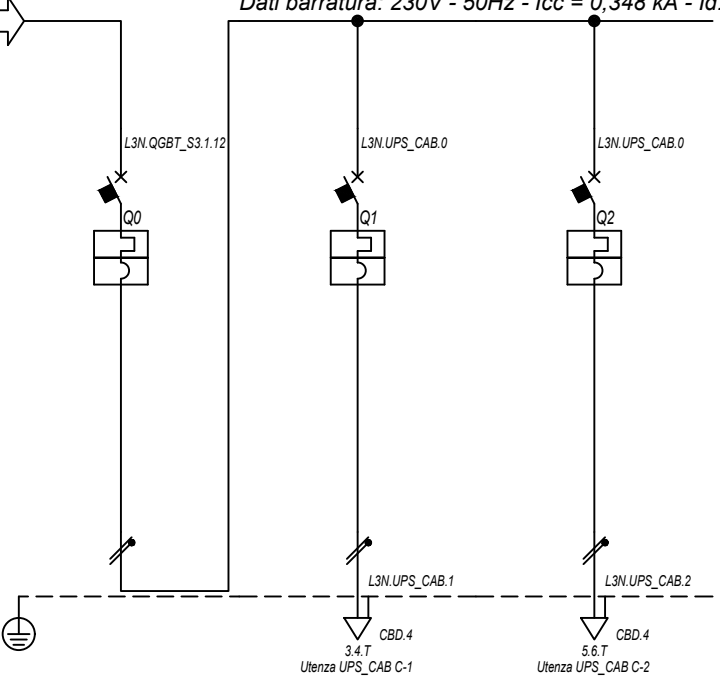 Dati barratura: 230V - 50Hz - Icc = 0,348 kA -
L3N.QGBT_S3.1.12
L3N.UPS_CAB.0
L3N.UPS_CAB.0
Q0
Q1
Q2
L3N.UPS_CAB.1
L3N.UPS_CAB.2
CBD.4
CBD.4
3.4.T
5.6.T
Utenza UPS_CAB C-1
Utenza UPS_CAB C-2